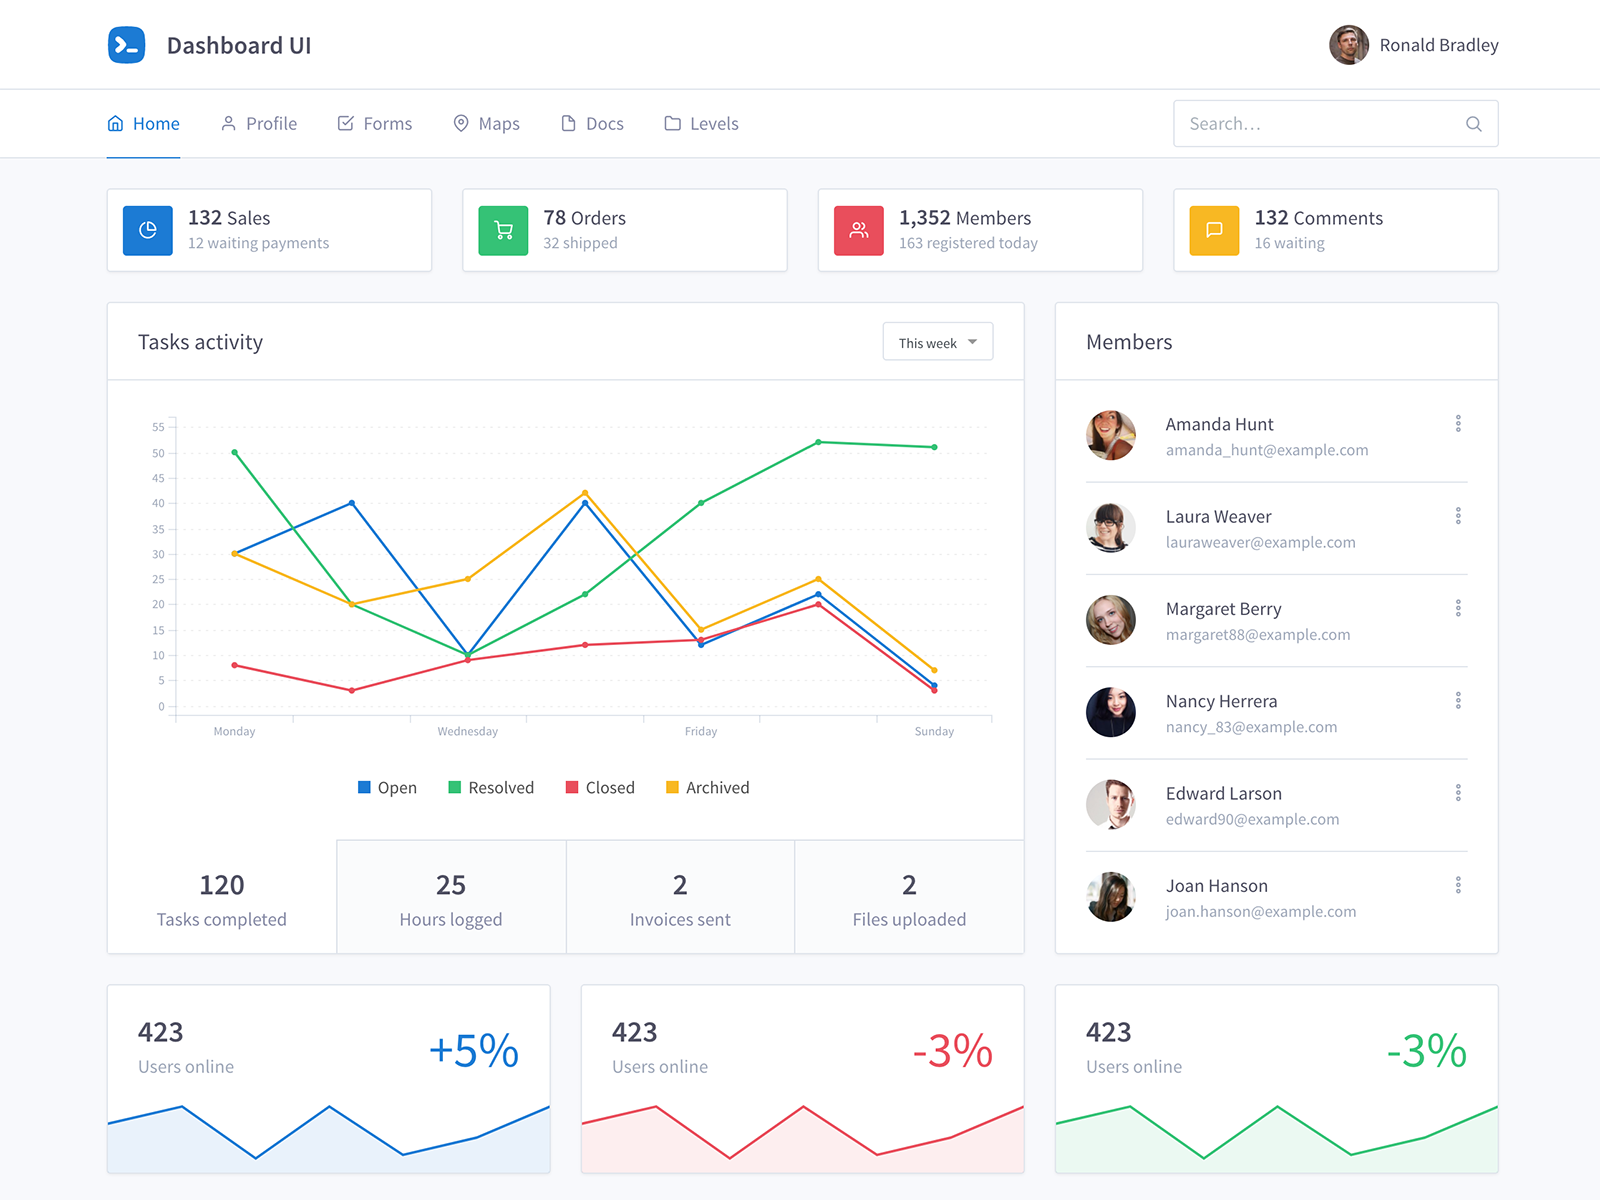 Dashboard UI
Ronald Bradley
Home
Profile
Forms
Maps
Docs
Levels
Search...
132 Sales
12 waiting payments
78 Orders
32 shipped
1,352 Members
163 registered today
132 Comments
16 waiting
Tasks activity
This week
55
50
45
40
35
30
25
20
15
10
5
0
Monday
Wednesday
Friday
Sunday
Open
Resolved
Closed
Archived
120
Tasks completed
25
Hours logged
2
Invoices sent
2
Files uploaded
Members
Amanda Hunt
amanda_hunt@example.com
Laura Weaver
lauraweaver@example.com
Margaret Berry
margaret88@example.com
Nancy Herrera
nancy_83@example.com
Edward Larson
edward90@example.com
Joan Hanson
joan.hanson@example.com
423
Users online
+5%
423
Users online
-3%
423
Users online
-3%